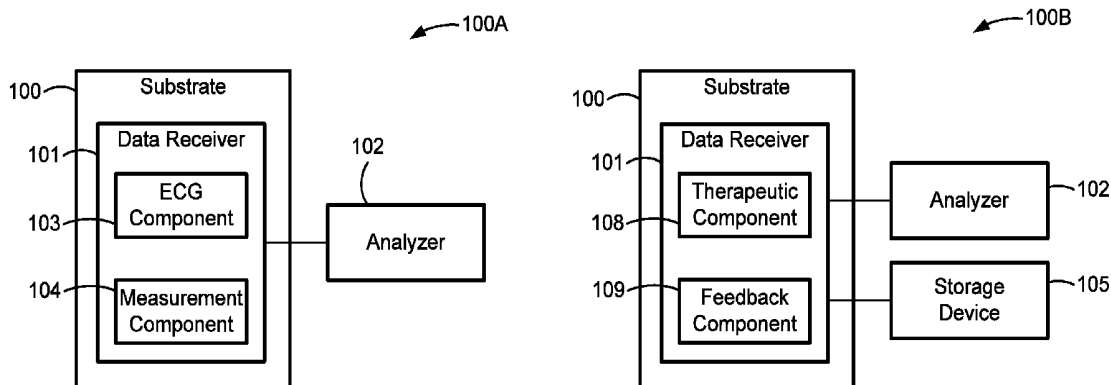 100A
100
Substrate
101
Data Receiver
103
ECG
Component
104
Measurement
Component
102
Analyzer
100B
100
Substrate
101
Data Receiver
108
Therapeutic
Component
109
Feedback
Component
Analyzer
102
Storage
Device
105